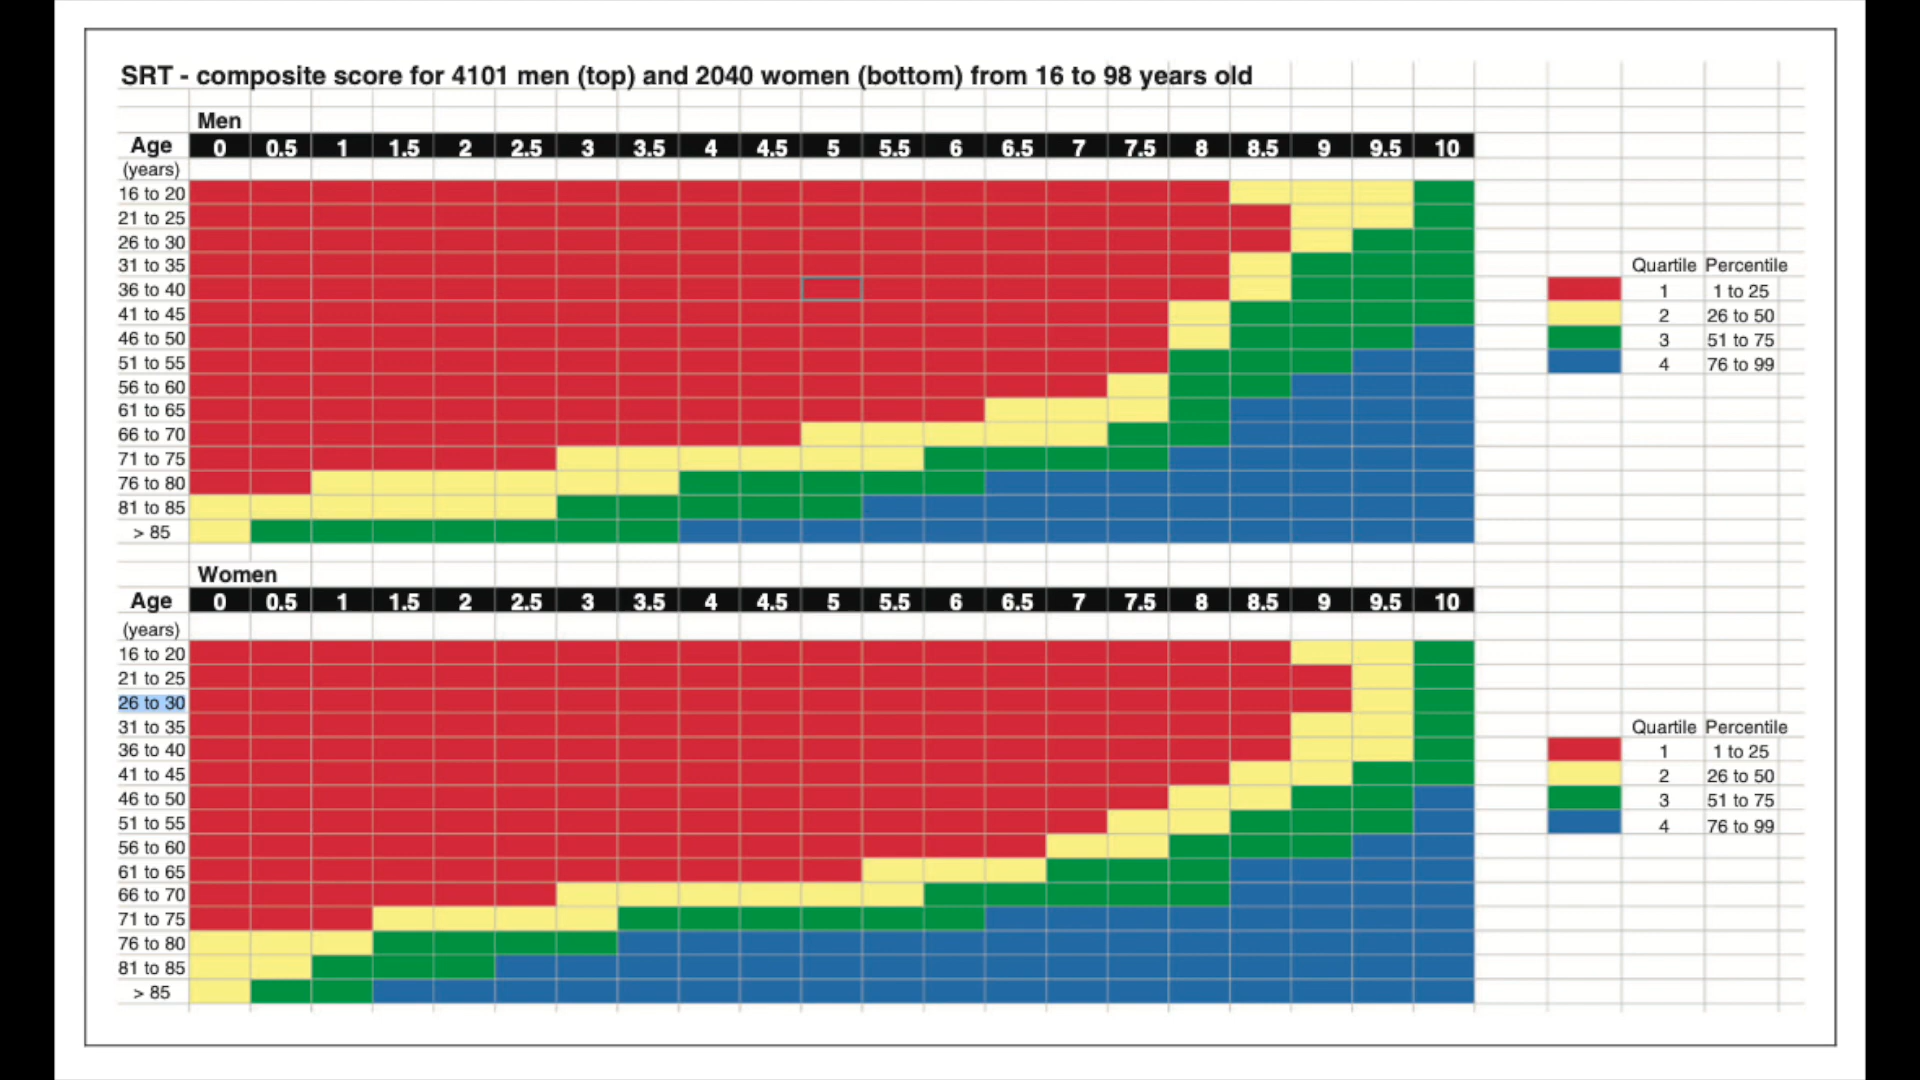 SRT - composite score for 4101 men (top) and 2040 women (bottom) from 16 to 98 years old
Men
Age 0 0.5 1 1.5 2 2.5 3 3.5 4 4.5 5 5.5 6 6.5 7 7.5 8 8.5 9 9.5 10
(years)
16 to 20
21 to 25
26 to 30
31 to 35
36 to 40
41 to 45
46 to 50
51 to 55
56 to 60
61 to 65
66 to 70
71 to 75
76 to 80
81 to 85
> 85
Quartile Percentile
1 1 to 25
2 26 to 50
3 51 to 75
4 76 to 99
Women
Age 0 0.5 1 1.5 2 2.5 3 3.5 4 4.5 5 5.5 6 6.5 7 7.5 8 8.5 9 9.5 10
(years)
16 to 20
21 to 25
26 to 30
31 to 35
36 to 40
41 to 45
46 to 50
51 to 55
56 to 60
61 to 65
66 to 70
71 to 75
76 to 80
81 to 85
> 85
Quartile Percentile
1 1 to 25
2 26 to 50
3 51 to 75
4 76 to 99